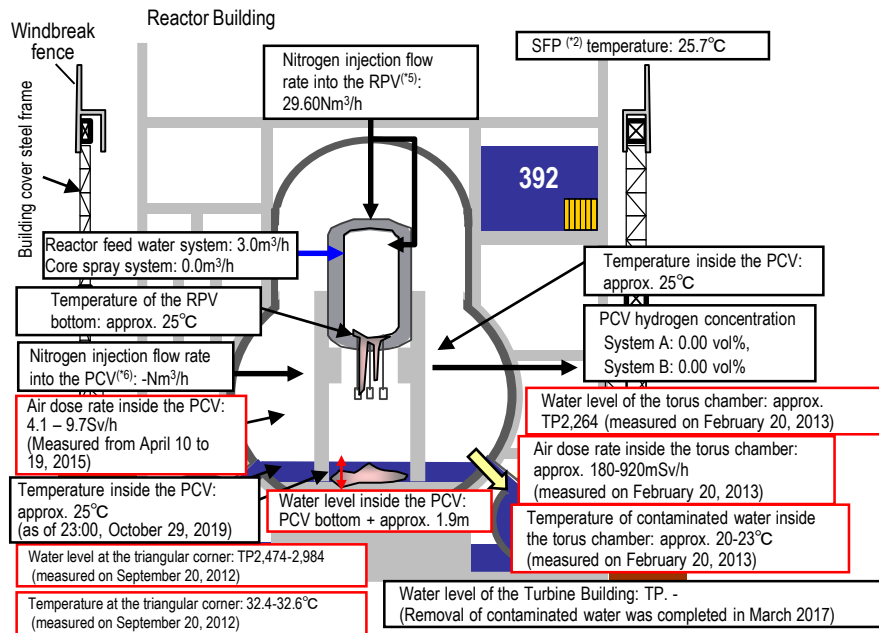 Reactor Building
Windbreak
fence
Building cover steel frame
Nitrogen injection flow
rate into the RPV(*5):
29.60Nm3/h
SFP (*2) temperature: 25.7℃
392
Reactor feed water system: 3.0m3/h
Core spray system: 0.0m3/h
Temperature of the RPV
bottom: approx. 25℃
Nitrogen injection flow rate
into the PCV(*6): -Nm3/h
Air dose rate inside the PCV:
4.1 – 9.7Sv/h
(Measured from April 10 to
19, 2015)
Temperature inside the PCV:
approx. 25℃
(as of 23:00, October 29, 2019)
Water level at the triangular corner: TP2,474-2,984
(measured on September 20, 2012)
Temperature at the triangular corner: 32.4-32.6℃
(measured on September 20, 2012)
Water level inside the PCV:
PCV bottom + approx. 1.9m
Temperature inside the PCV:
approx. 25℃
PCV hydrogen concentration
System A: 0.00 vol%,
System B: 0.00 vol%
Water level of the torus chamber: approx.
TP2,264 (measured on February 20, 2013)
Air dose rate inside the torus chamber:
approx. 180-920mSv/h
(measured on February 20, 2013)
Temperature of contaminated water inside
the torus chamber: approx. 20-23℃
(measured on February 20, 2013)
Water level of the Turbine Building: TP. -
(Removal of contaminated water was completed in March 2017)